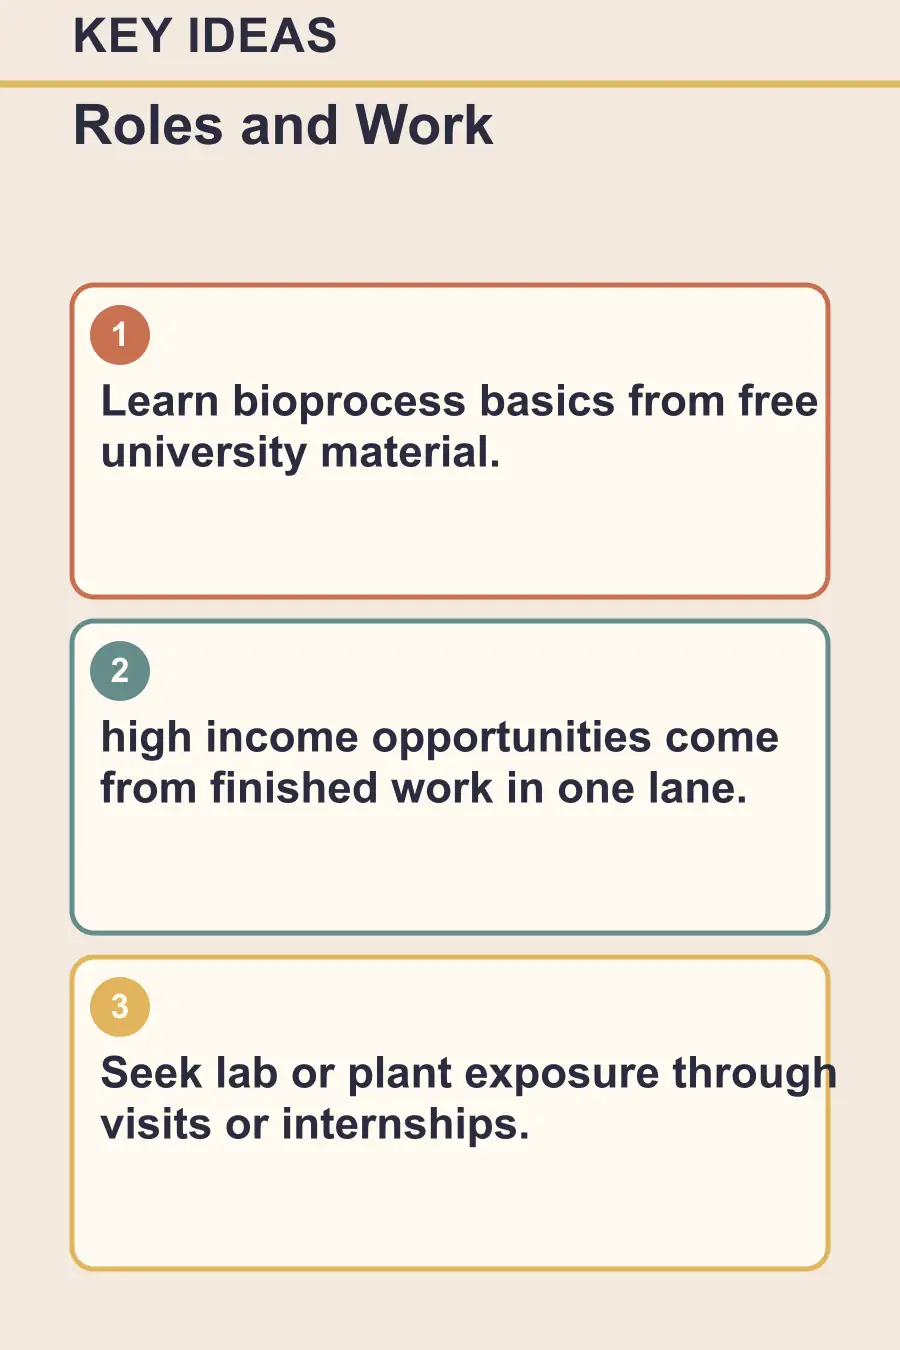 KEY IDEAS
Roles and Work
1
Learn bioprocess basics from free
university material.
2
high income opportunities come
from finished work in one lane.
3
Seek lab or plant exposure through
visits or internships.